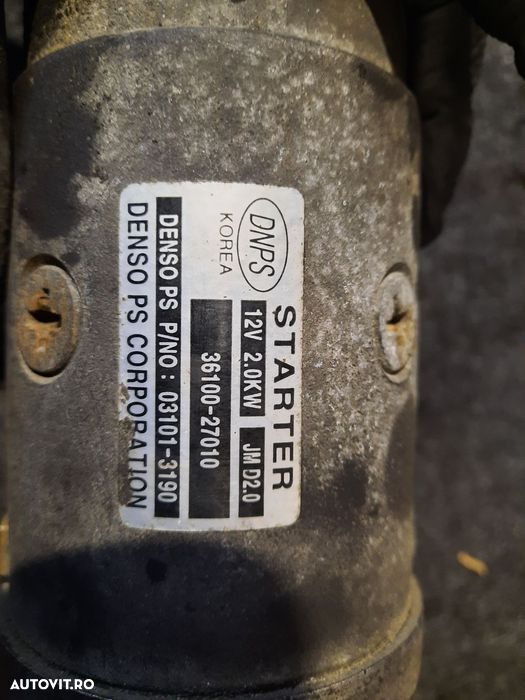 STARTER
DNPS
KOREA
12V 2.0KW JM D2.0
36100-27010
DENSO PS P/NO : 03101-3190
DENSO PS CORPORATION
AUTOVIT.RO